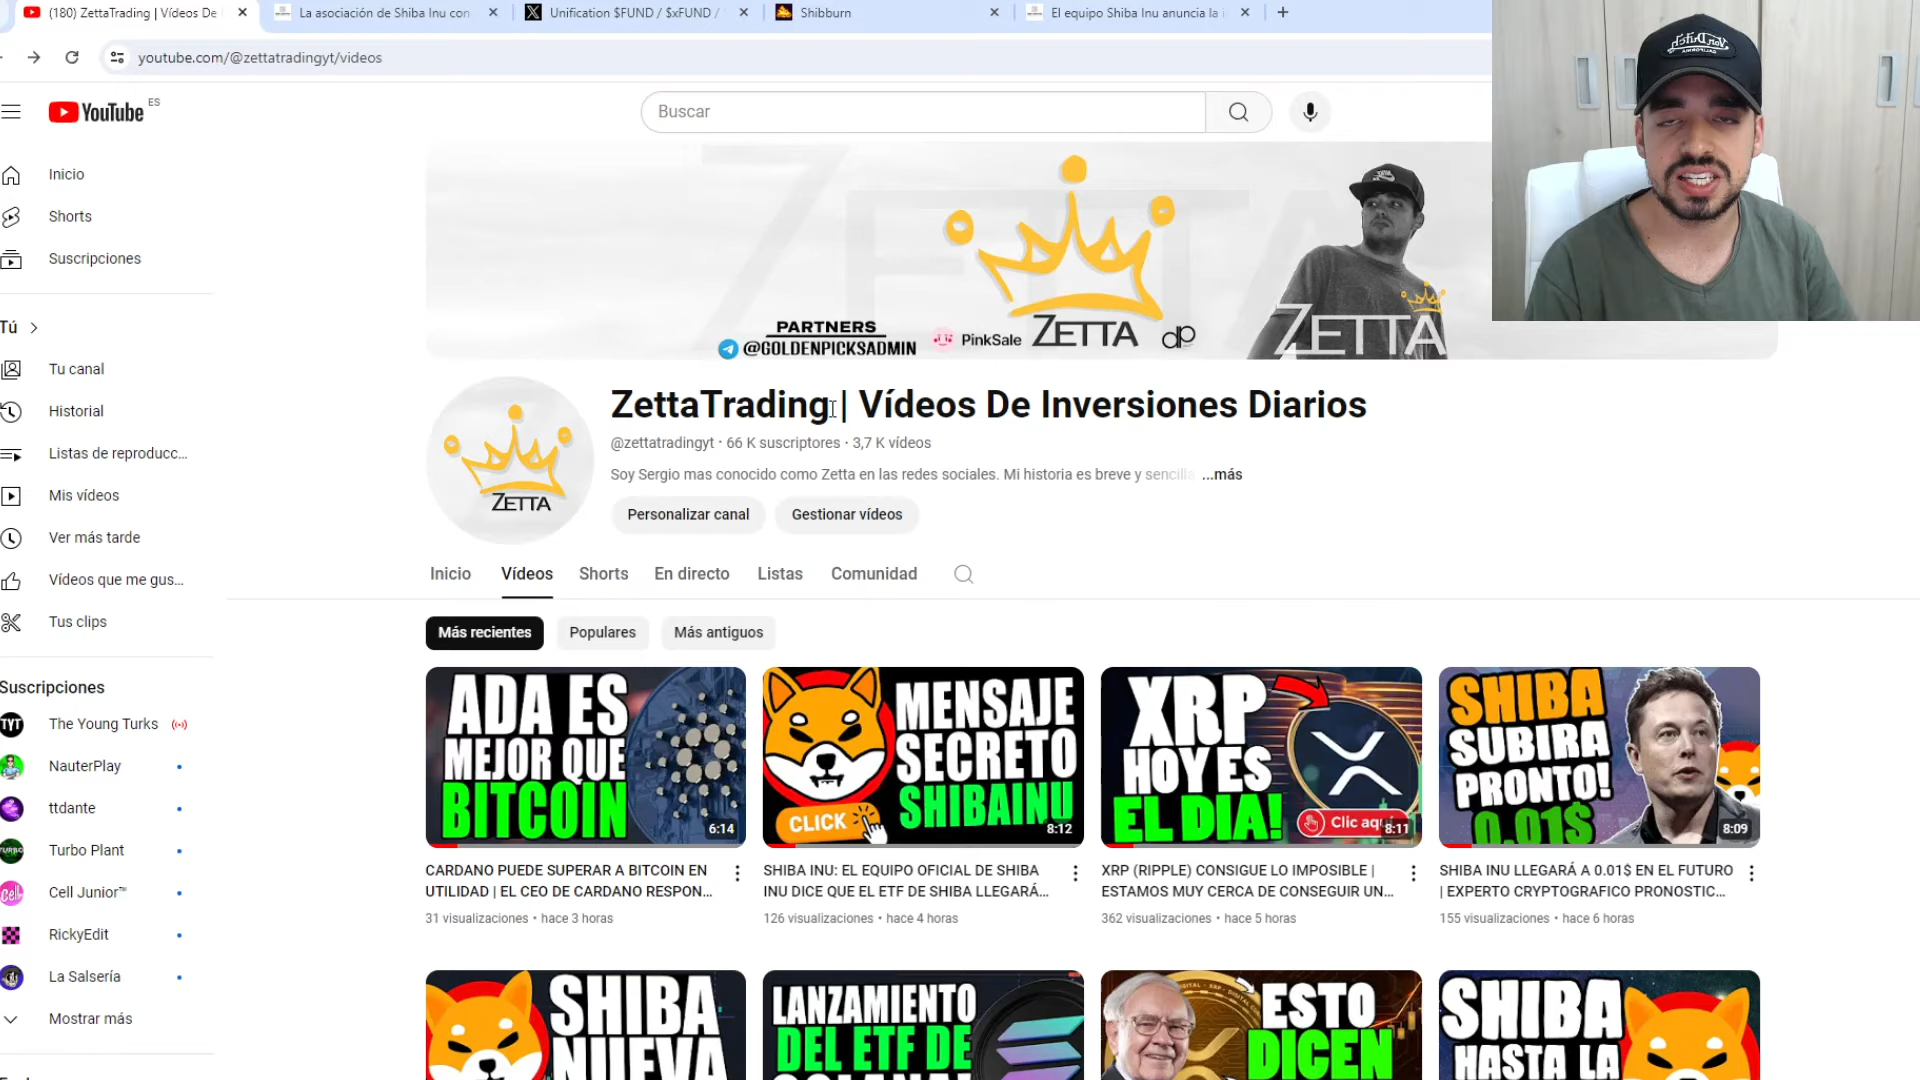 (180) ZettaTrading | Vídeos De
La asociación de Shiba Inu con
Unification $FUND / $xFUND /
Shibburn
El equipo Shiba Inu anuncia la
youtube.com/@zettatradingyt/videos
YouTube ES
Buscar
Inicio
Shorts
Suscripciones
Tú
Tu canal
Historial
Listas de reproducc...
Mis vídeos
Ver más tarde
Vídeos que me gus...
Tus clips
Suscripciones
The Young Turks
NauterPlay
ttdante
Turbo Plant
Cell Junior™
RickyEdit
La Salsería
Mostrar más
PARTNERS
@GOLDENPICKSADMIN
PinkSale
ZETTA
dp
ZETTA
Von Dutch
CALIFORNIA
ZETTA
ZettaTrading | Vídeos De Inversiones Diarios
@zettatradingyt · 66 K suscriptores · 3,7 K vídeos
Soy Sergio mas conocido como Zetta en las redes sociales. Mi historia es breve y sencilla ...más
Personalizar canal
Gestionar vídeos
Inicio
Vídeos
Shorts
En directo
Listas
Comunidad
Más recientes
Populares
Más antiguos
ADA ES
MEJOR QUE
BITCOIN
6:14
CARDANO PUEDE SUPERAR A BITCOIN EN
UTILIDAD | EL CEO DE CARDANO RESPON...
31 visualizaciones • hace 3 horas
MENSAJE
SECRETO
SHIBAINU
CLICK
8:12
SHIBA INU: EL EQUIPO OFICIAL DE SHIBA
INU DICE QUE EL ETF DE SHIBA LLEGARÁ...
126 visualizaciones • hace 4 horas
XRP
HOY ES
EL DIA!
Clic aquí
8:11
XRP (RIPPLE) CONSIGUE LO IMPOSIBLE |
ESTAMOS MUY CERCA DE CONSEGUIR UN...
362 visualizaciones • hace 5 horas
SHIBA
SUBIRA
PRONTO!
0.01$
8:09
SHIBA INU LLEGARÁ A 0.01$ EN EL FUTURO
| EXPERTO CRYPTOGRAFICO PRONOSTIC...
155 visualizaciones • hace 6 horas
SHIBA
NUEVA
LANZAMIENTO
DEL ETF DE
SOLANA!
ESTO
DICEN
SHIBA
HASTA LA